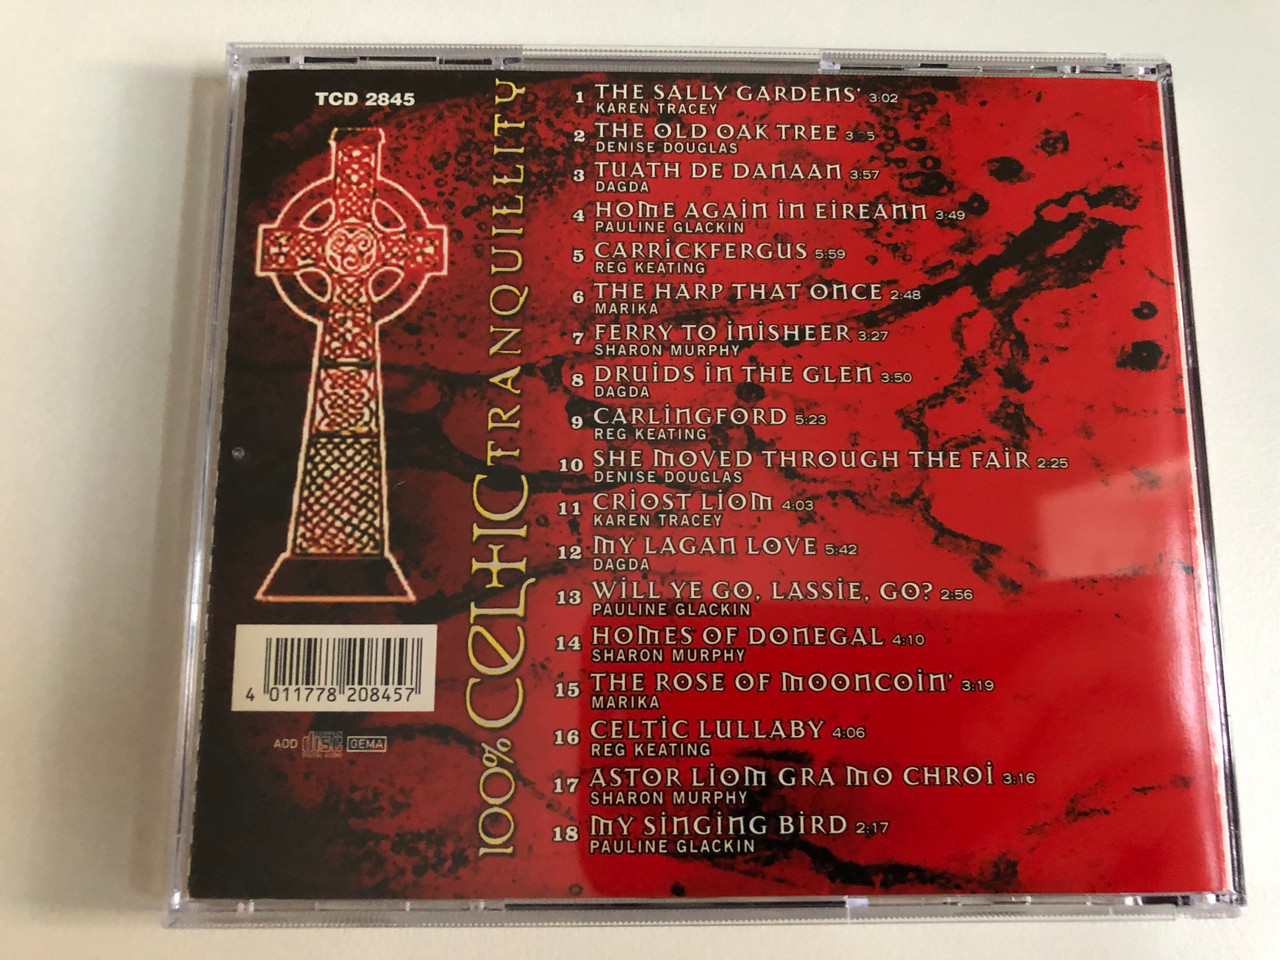 TCD 2845
100% CELTIC TRANQUILLITY
1 THE SALLY GARDENS' 3:02
KAREN TRACEY
2 THE OLD OAK TREE
DENISE DOUGLAS
3 TUATH DE DANAAN 3:57
DAGDA
4 HOME AGAIN IN EIREANN 3:49
PAULINE GLACKIN
5 CARRICKFERGUS 5:59
REG KEATING
6 THE HARP THAT ONCE 2:48
MARIKA
7 FERRY TO INISHEER 3:27
SHARON MURPHY
8 DRUIDS IN THE GLEN 3:50
DAGDA
9 CARLINGFORD 5:23
REG KEATING
10 SHE MOVED THROUGH THE FAIR 2:25
DENISE DOUGLAS
11 CRIOST LIOM 4:03
KAREN TRACEY
12 MY LAGAN LOVE 5:42
DAGDA
13 WILL YE GO, LASSIE, GO? 2:56
PAULINE GLACKIN
14 HOMES OF DONEGAL 4:10
SHARON MURPHY
15 THE ROSE OF MOONCOIN' 3:19
MARIKA
16 CELTIC LULLABY 4:06
REG KEATING
17 ASTOR LIOM GRA MO CHROI 3:16
SHARON MURPHY
18 MY SINGING BIRD 2:17
PAULINE GLACKIN
4 011778 208457
ADD disc GEMA